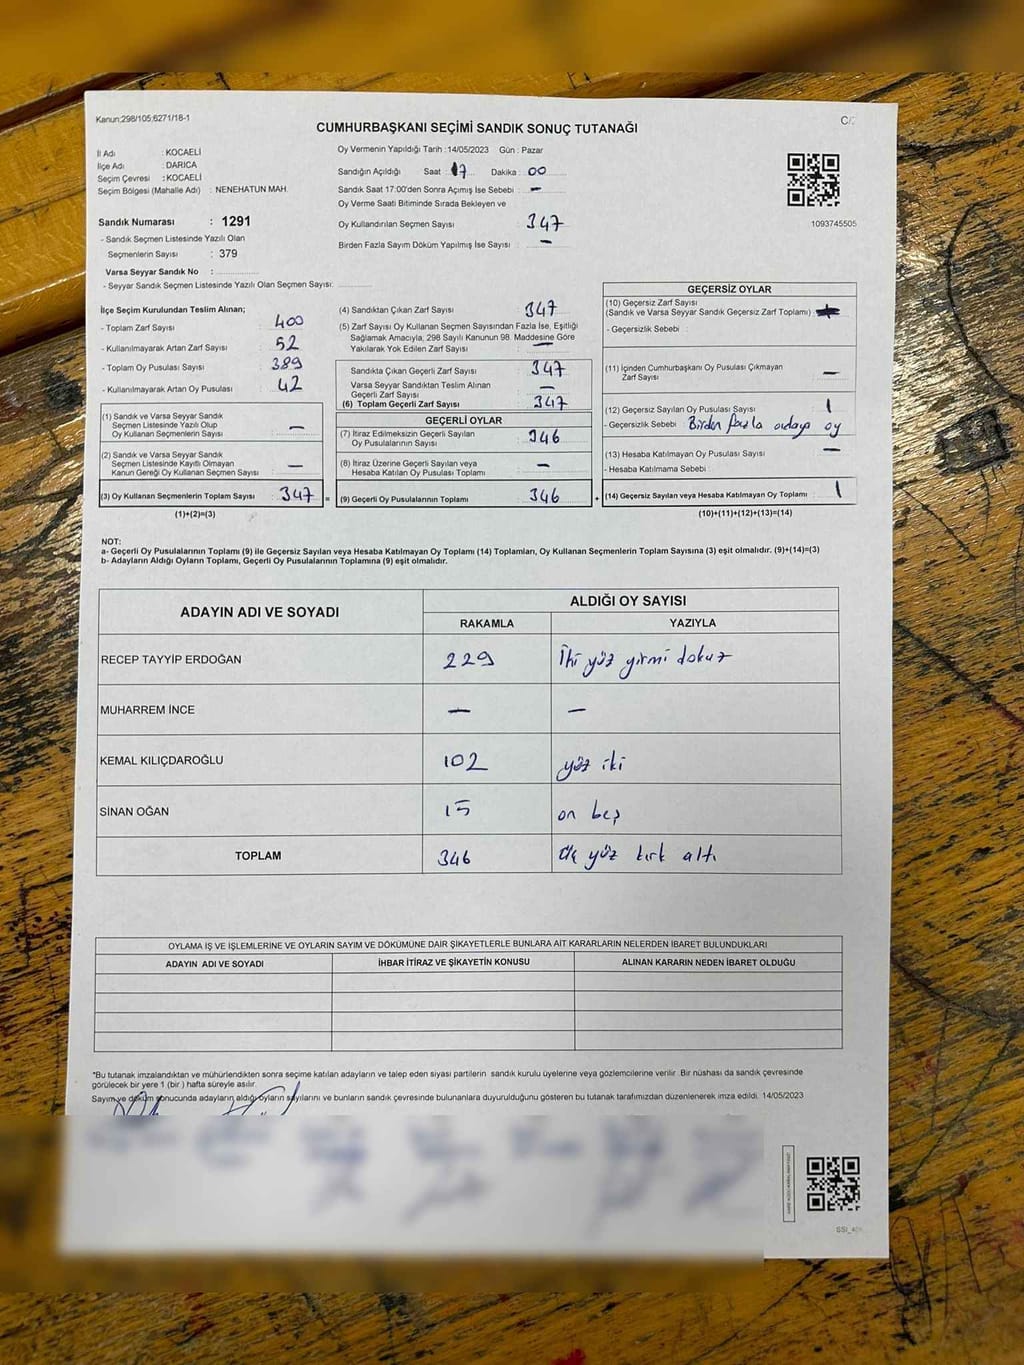 Kanun;298/105;6271/18-1
C/
CUMHURBAŞKANI SEÇİMİ SANDIK SONUÇ TUTANAĞI
İl Adı : KOCAELİ
İlçe Adı : DARICA
Seçim Çevresi : KOCAELİ
Seçim Bölgesi (Mahalle Adı) : NENEHATUN MAH.
Sandık Numarası : 1291
- Sandık Seçmen Listesinde Yazılı Olan
Seçmenlerin Sayısı : 379
Varsa Seyyar Sandık No :
- Seyyar Sandık Seçmen Listesinde Yazılı Olan Seçmen Sayısı:
Oy Vermenin Yapıldığı Tarih : 14/05/2023 Gün : Pazar
Sandığın Açıldığı Saat 17 Dakika : 00
Sandık Saat 17:00'den Sonra Açımış İse Sebebi : -
Oy Verme Saati Bitiminde Sırada Bekleyen ve
Oy Kullandırılan Seçmen Sayısı : 347
Birden Fazla Sayım Döküm Yapılmış İse Sayısı : -
1093745505
İlçe Seçim Kurulundan Teslim Alınan;
- Toplam Zarf Sayısı : 400
- Kullanılmayarak Artan Zarf Sayısı : 52
- Toplam Oy Pusulası Sayısı : 389
- Kullanılmayarak Artan Oy Pusulası : 42
(1) Sandık ve Varsa Seyyar Sandık
Seçmen Listesinde Yazılı Olup
Oy Kullanan Seçmenlerin Sayısı : -
(2) Sandık ve Varsa Seyyar Sandık
Seçmen Listesinde Kayıtlı Olmayan
Kanun Gereği Oy Kullanan Seçmen Sayısı : -
(3) Oy Kullanan Seçmenlerin Toplam Sayısı : 347 =
(1)+(2)=(3)
(4) Sandıktan Çıkan Zarf Sayısı : 347
(5) Zarf Sayısı Oy Kullanan Seçmen Sayısından Fazla İse, Eşitliği
Sağlamak Amacıyla, 298 Sayılı Kanunun 98. Maddesine Göre
Yakılarak Yok Edilen Zarf Sayısı : -
Sandıkta Çıkan Geçerli Zarf Sayısı : 347
Varsa Seyyar Sandıktan Teslim Alınan
Geçerli Zarf Sayısı : -
(6) Toplam Geçerli Zarf Sayısı : 347
GEÇERLİ OYLAR
(7) İtiraz Edilmeksizin Geçerli Sayılan
Oy Pusulalarının Sayısı : 346
(8) İtiraz Üzerine Geçerli Sayılan veya
Hesaba Katılan Oy Pusulası Toplamı : -
(9) Geçerli Oy Pusulalarının Toplamı : 346 +
GEÇERSİZ OYLAR
(10) Geçersiz Zarf Sayısı
(Sandık ve Varsa Seyyar Sandık Geçersiz Zarf Toplamı) :
- Geçersizlik Sebebi :
(11) İçinden Cumhurbaşkanı Oy Pusulası Çıkmayan
Zarf Sayısı : -
(12) Geçersiz Sayılan Oy Pusulası Sayısı : 1
- Geçersizlik Sebebi : Birden fazla adaya oy
(13) Hesaba Katılmayan Oy Pusulası Sayısı : -
- Hesaba Katılmama Sebebi :
(14) Geçersiz Sayılan veya Hesaba Katılmayan Oy Toplamı : 1
(10)+(11)+(12)+(13)=(14)
NOT:
a- Geçerli Oy Pusulalarının Toplamı (9) ile Geçersiz Sayılan veya Hesaba Katılmayan Oy Toplamı (14) Toplamları, Oy Kullanan Seçmenlerin Toplam Sayısına (3) eşit olmalıdır. (9)+(14)=(3)
b- Adayların Aldığı Oyların Toplamı, Geçerli Oy Pusulalarının Toplamına (9) eşit olmalıdır.
ADAYIN ADI VE SOYADI ALDIĞI OY SAYISI
RAKAMLA YAZIYLA
RECEP TAYYİP ERDOĞAN 229 İki yüz yirmi dokuz
MUHARREM İNCE - -
KEMAL KILIÇDAROĞLU 102 yüz iki
SİNAN OĞAN 15 on beş
TOPLAM 346 üç yüz kırk altı
OYLAMA İŞ VE İŞLEMLERİNE VE OYLARIN SAYIM VE DÖKÜMÜNE DAİR ŞİKAYETLERLE BUNLARA AİT KARARLARIN NELERDEN İBARET BULUNDUKLARI
ADAYIN ADI VE SOYADI İHBAR İTİRAZ VE ŞİKAYETİN KONUSU ALINAN KARARIN NEDEN İBARET OLDUĞU
*Bu tutanak imzalandıktan ve mühürlendikten sonra seçime katılan adayların ve talep eden siyasi partilerin sandık kurulu üyelerine veya gözlemcilerine verilir. Bir nüshası da sandık çevresinde
görülecek bir yere 1 (bir ) hafta süreyle asılır.
Sayım ve döküm sonucunda adayların aldığı oyların sayılarını ve bunların sandık çevresinde bulunanlara duyurulduğunu gösteren bu tutanak tarafımızdan düzenlenerek imza edildi. 14/05/2023